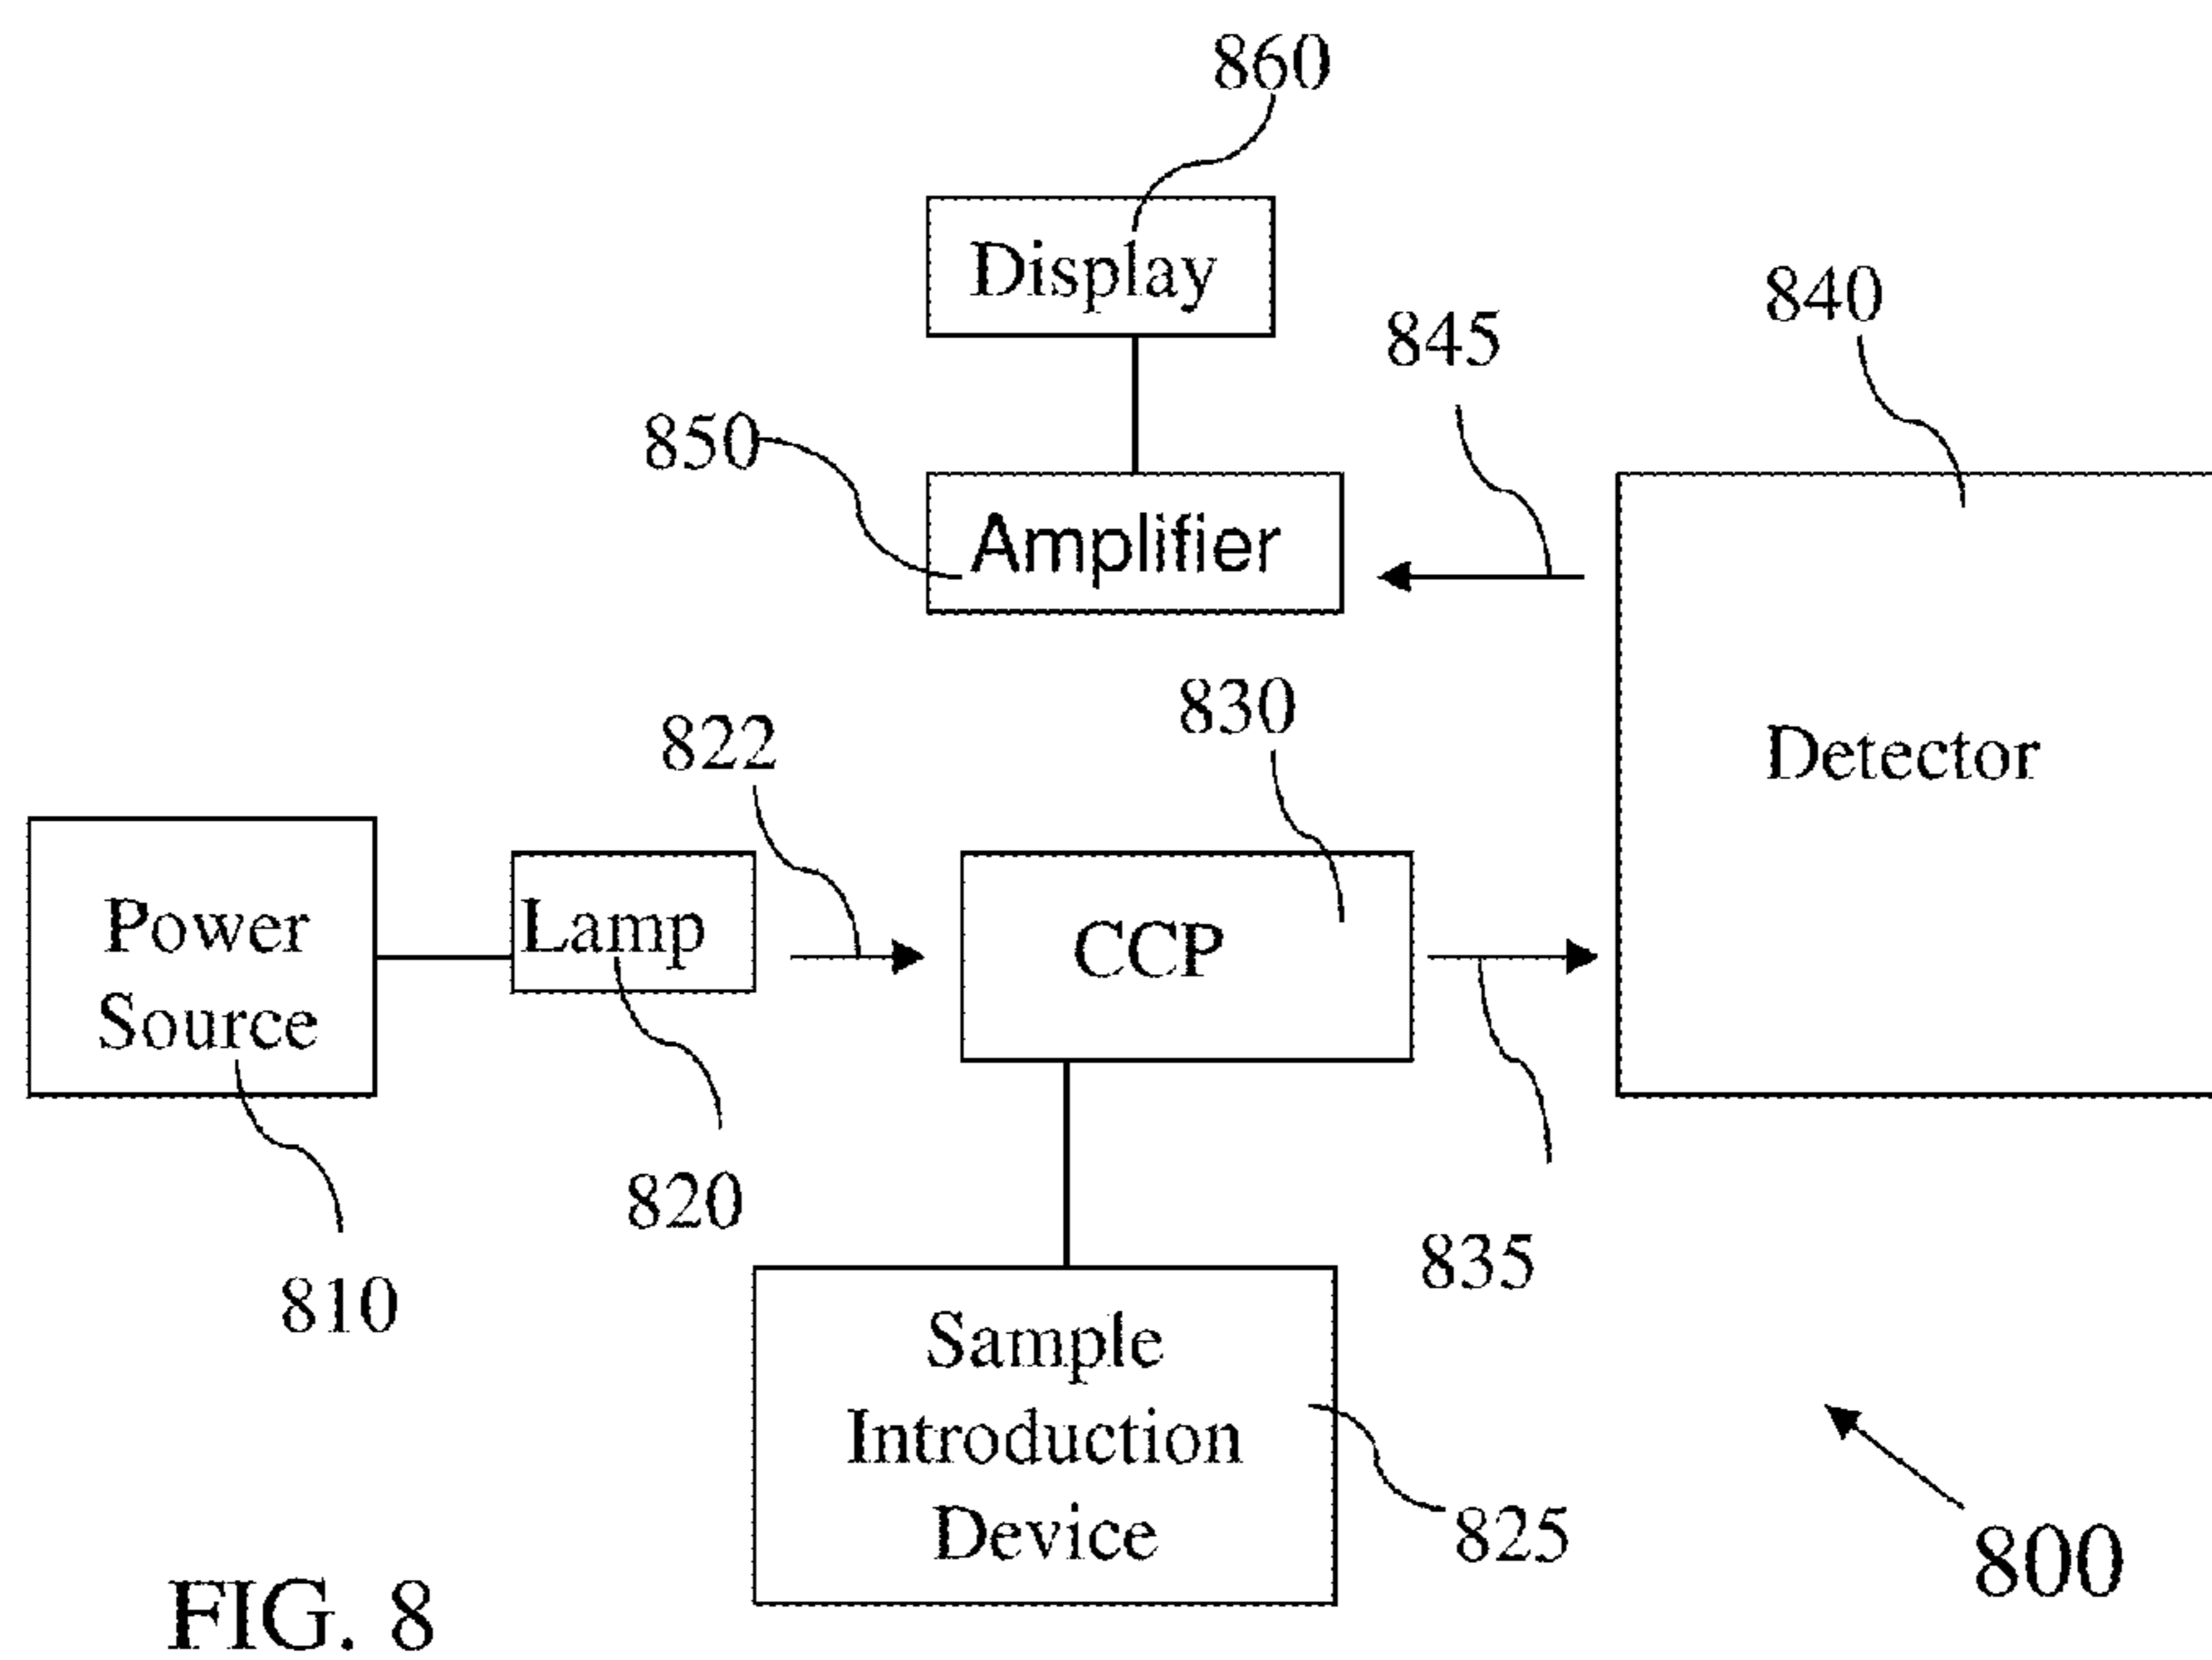 860
Display
845
840
850
Amplifier
830
822
Detector
Power
Source
Lamp
CCP
820
835
810
Sample
Introduction
Device
825
800
FIG. 8